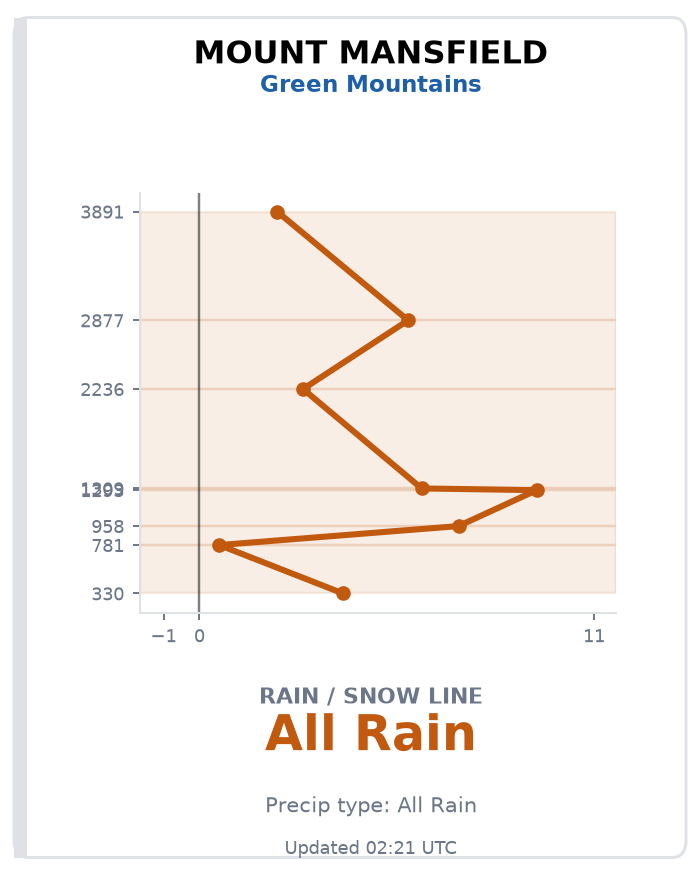 MOUNT MANSFIELD
Green Mountains
3891
2877
2236
958
781
330
−1 0 11
RAIN / SNOW LINE
All Rain
Precip type: All Rain
Updated 02:21 UTC